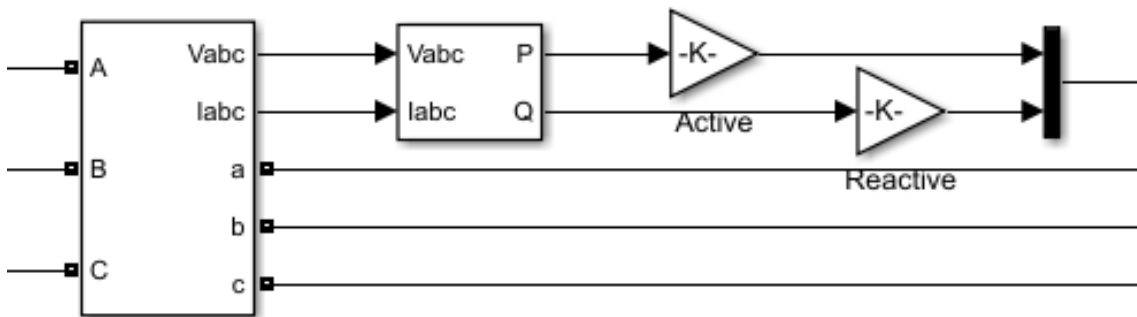 A
B
C
Vabc
Iabc
a
b
c
Vabc
Iabc
P
Q
-K-
Active
-K-
Reactive